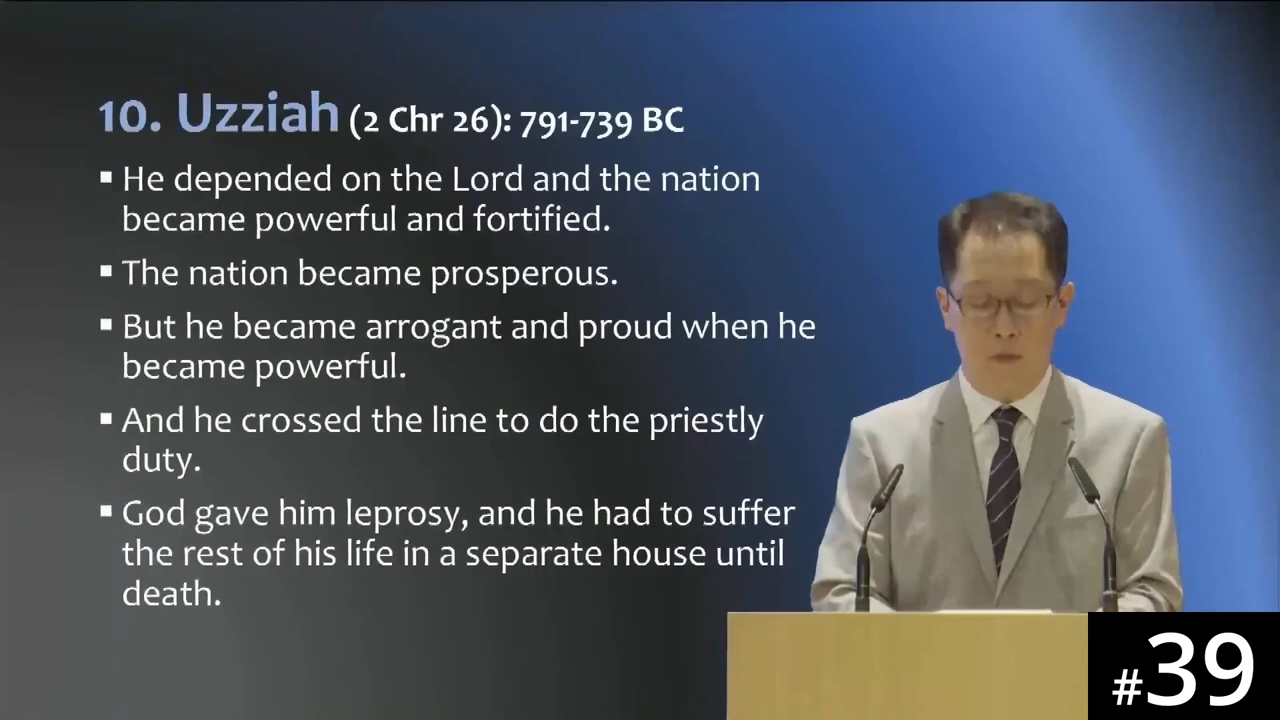 10. Uzziah (2 Chr 26): 791-739 BC
▪ He depended on the Lord and the nation
became powerful and fortified.
▪ The nation became prosperous.
▪ But he became arrogant and proud when he
became powerful.
▪ And he crossed the line to do the priestly
duty.
▪ God gave him leprosy, and he had to suffer
the rest of his life in a separate house until
death.
#39